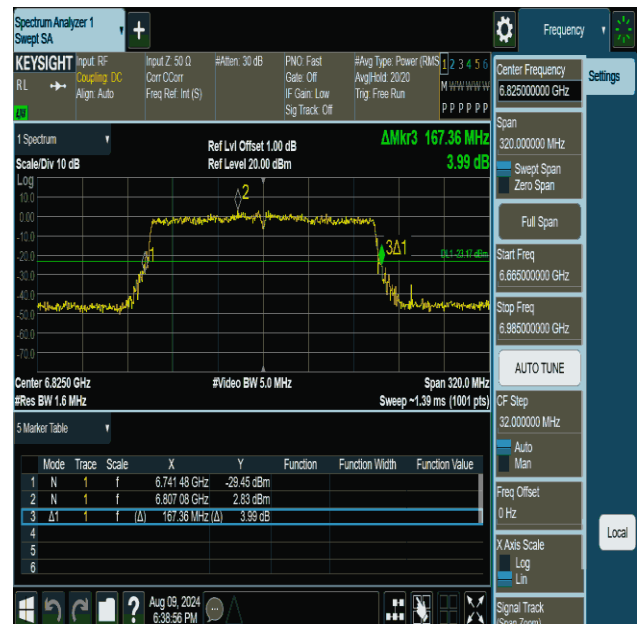 Spectrum Analyzer 1
Swept SA
+
Frequency
KEYSIGHT
RL
Input: RF
Coupling: DC
Align: Auto
Input Z: 50 Ω
Corr CCorr
Freq Ref: Int (S)
#Atten: 30 dB
PNO: Fast
Gate: Off
IF Gain: Low
Sig Track: Off
#Avg Type: Power (RMS
Avg|Hold: 20/20
Trig: Free Run
1 2 3 4 5 6
M W W W W W
P P P P P P
1 Spectrum
Scale/Div 10 dB
Ref Lvl Offset 1.00 dB
Ref Level 20.00 dBm
ΔMkr3 167.36 MHz
3.99 dB
Log
10.0
0.00
-10.0
-20.0
-30.0
-40.0
-50.0
-60.0
-70.0
2
1
3Δ1
DL1 -23.17 dBm
Center 6.8250 GHz
#Res BW 1.6 MHz
#Video BW 5.0 MHz
Span 320.0 MHz
Sweep ~1.39 ms (1001 pts)
5 Marker Table
Mode Trace Scale X Y Function Function Width Function Value
1 N 1 f 6.741 48 GHz -29.45 dBm
2 N 1 f 6.807 08 GHz 2.83 dBm
3 Δ1 1 f (Δ) 167.36 MHz (Δ) 3.99 dB
4
5
6
?
Aug 09, 2024
6:38:56 PM
Center Frequency
6.825000000 GHz
Settings
Span
320.000000 MHz
Swept Span
Zero Span
Full Span
Start Freq
6.665000000 GHz
Stop Freq
6.985000000 GHz
AUTO TUNE
CF Step
32.000000 MHz
Auto
Man
Freq Offset
0 Hz
Local
X Axis Scale
Log
Lin
Signal Track
(Span Zoom)